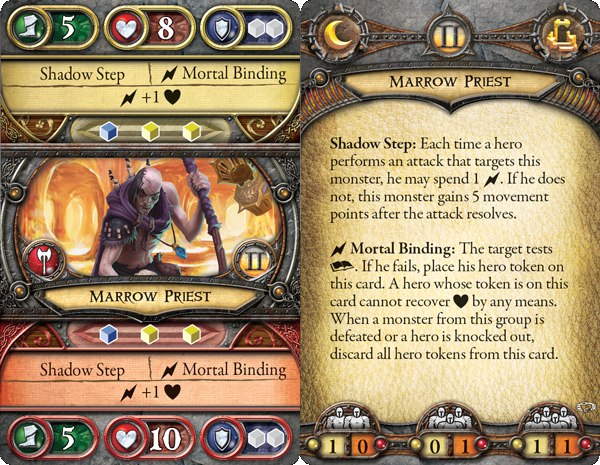 5 8
Shadow Step Mortal Binding
+1
II
MARROW PRIEST
Shadow Step Mortal Binding
+1
5 10
II
MARROW PRIEST
Shadow Step: Each time a hero
performs an attack that targets this
monster, he may spend 1 . If he does
not, this monster gains 5 movement
points after the attack resolves.
Mortal Binding: The target tests
. If he fails, place his hero token on
this card. A hero whose token is on this
card cannot recover by any means.
When a monster from this group is
defeated or a hero is knocked out,
discard all hero tokens from this card.
1 0 0 1 1 1